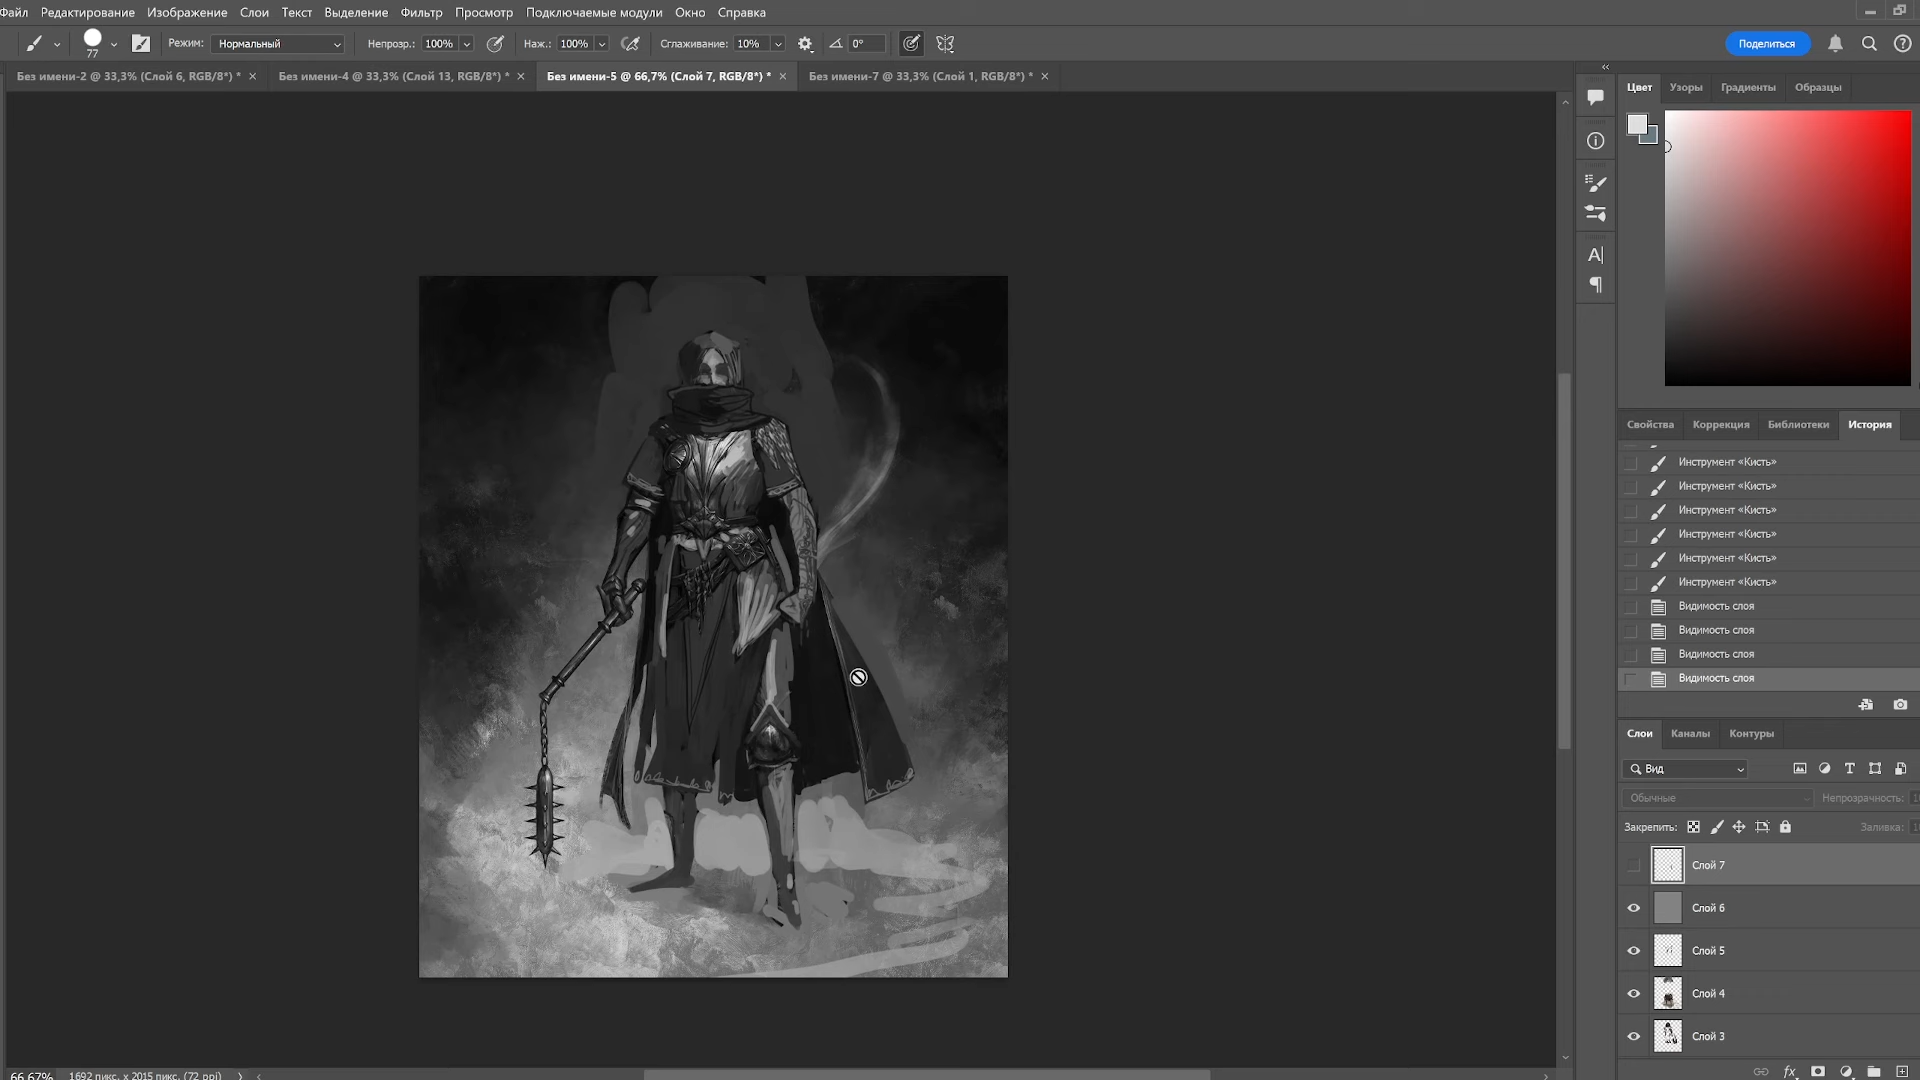 Файл Редактирование Изображение Слои Текст Выделение Фильтр Просмотр Подключаемые модули Окно Справка
77 Режим: Нормальный Непрозр.: 100% Наж.: 100% Сглаживание: 10% 0° Поделиться
Без имени-2 @ 33,3% (Слой 6, RGB/8*) * Без имени-4 @ 33,3% (Слой 13, RGB/8*) * Без имени-5 @ 66,7% (Слой 7, RGB/8*) * Без имени-7 @ 33,3% (Слой 1, RGB/8*) *
Цвет Узоры Градиенты Образцы
Свойства Коррекция Библиотеки История
Инструмент «Кисть»
Инструмент «Кисть»
Инструмент «Кисть»
Инструмент «Кисть»
Инструмент «Кисть»
Инструмент «Кисть»
Видимость слоя
Видимость слоя
Видимость слоя
Видимость слоя
Слои Каналы Контуры
Вид
Обычные Непрозрачность:
Закрепить: Заливка:
Слой 7
Слой 6
Слой 5
Слой 4
Слой 3
66,67% 1692 пикс. x 2015 пикс. (72 ppi)